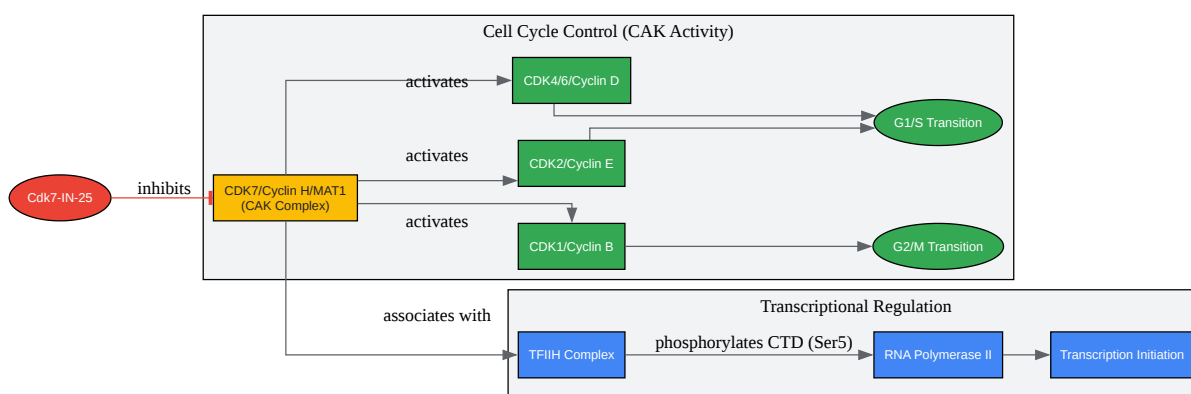 Cell Cycle Control (CAK Activity)
activates
CDK4/6/Cyclin D
G1/S Transition
activates
CDK2/Cyclin E
Cdk7-IN-25
inhibits
CDK7/Cyclin H/MAT1
(CAK Complex)
activates
CDK1/Cyclin B
G2/M Transition
Transcriptional Regulation
associates with
TFIIH Complex
phosphorylates CTD (Ser5)
RNA Polymerase II
Transcription Initiation